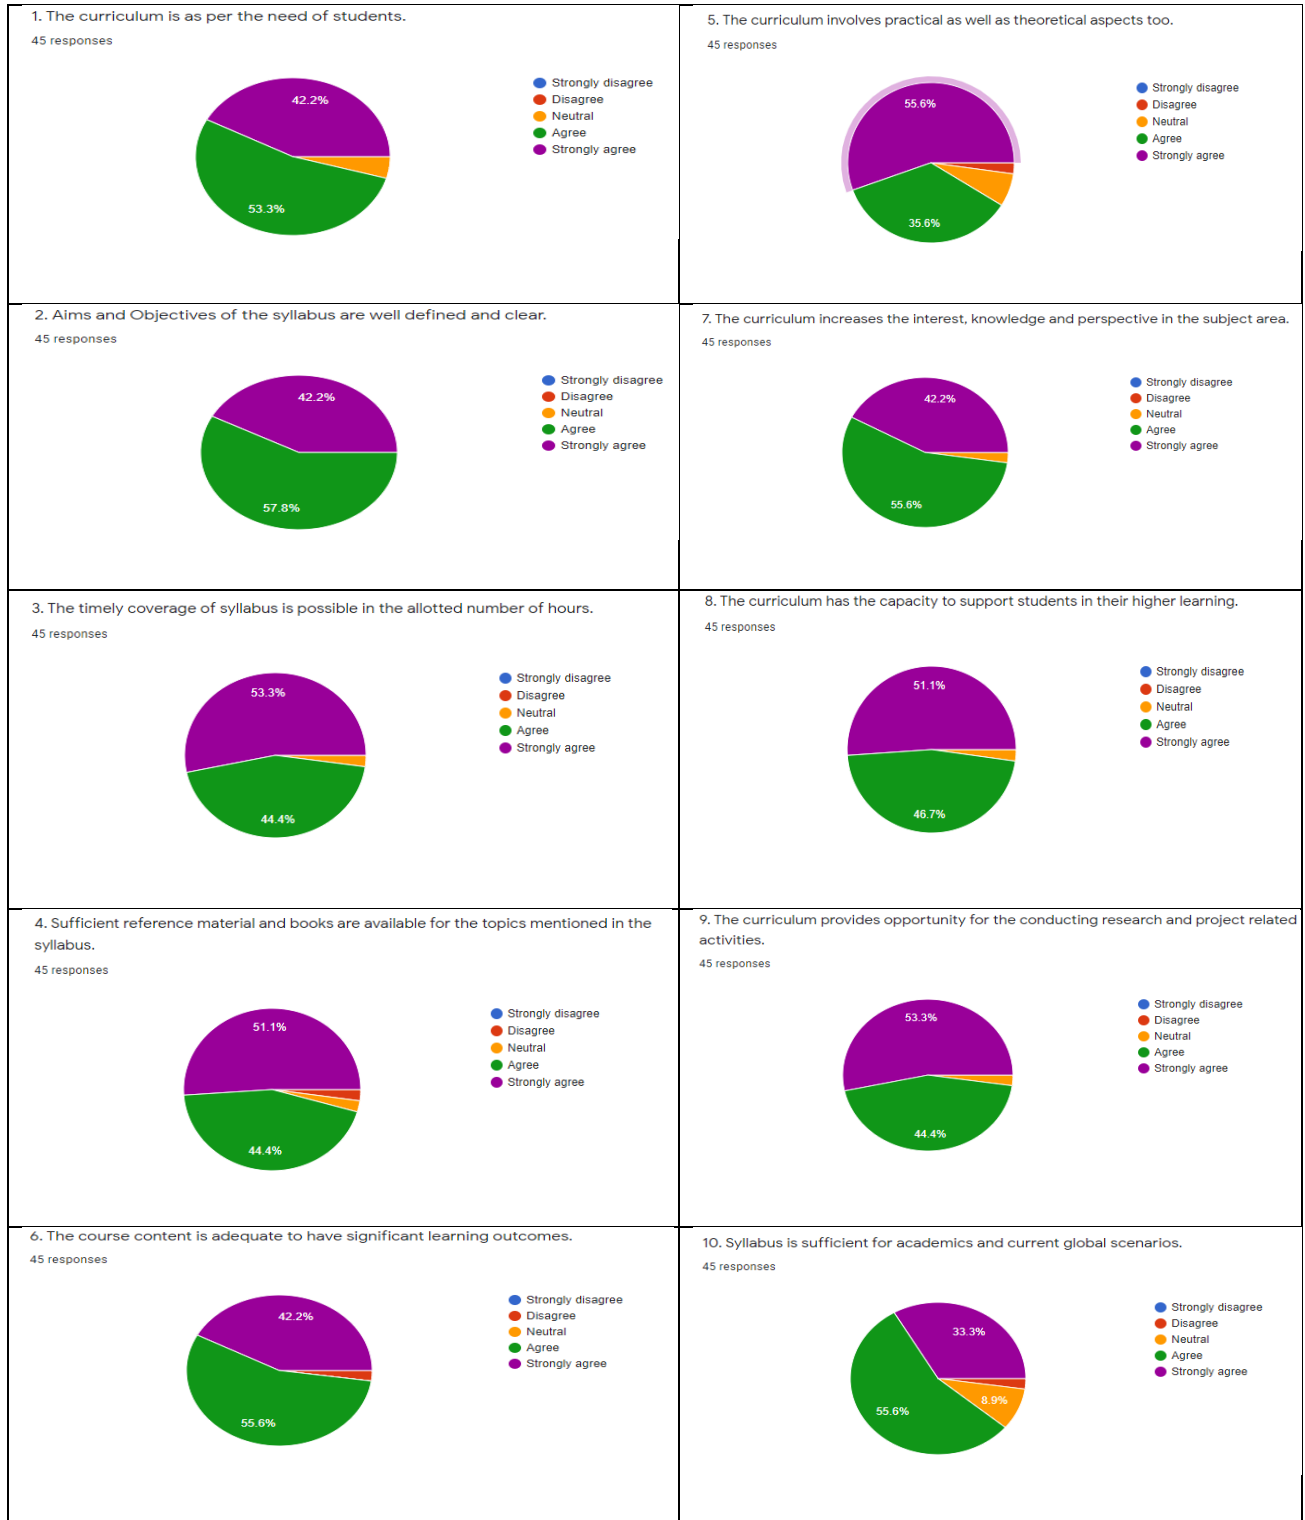 1. The curriculum is as per the need of students.
45 responses
42.2%
53.3%
Strongly disagree
Disagree
Neutral
Agree
Strongly agree
5. The curriculum involves practical as well as theoretical aspects too.
45 responses
55.6%
35.6%
Strongly disagree
Disagree
Neutral
Agree
Strongly agree
2. Aims and Objectives of the syllabus are well defined and clear.
45 responses
42.2%
57.8%
Strongly disagree
Disagree
Neutral
Agree
Strongly agree
7. The curriculum increases the interest, knowledge and perspective in the subject area.
45 responses
42.2%
55.6%
Strongly disagree
Disagree
Neutral
Agree
Strongly agree
3. The timely coverage of syllabus is possible in the allotted number of hours.
45 responses
53.3%
44.4%
Strongly disagree
Disagree
Neutral
Agree
Strongly agree
8. The curriculum has the capacity to support students in their higher learning.
45 responses
51.1%
46.7%
Strongly disagree
Disagree
Neutral
Agree
Strongly agree
4. Sufficient reference material and books are available for the topics mentioned in the
syllabus.
45 responses
51.1%
44.4%
Strongly disagree
Disagree
Neutral
Agree
Strongly agree
9. The curriculum provides opportunity for the conducting research and project related
activities.
45 responses
53.3%
44.4%
Strongly disagree
Disagree
Neutral
Agree
Strongly agree
6. The course content is adequate to have significant learning outcomes.
45 responses
42.2%
55.6%
Strongly disagree
Disagree
Neutral
Agree
Strongly agree
10. Syllabus is sufficient for academics and current global scenarios.
45 responses
33.3%
8.9%
55.6%
Strongly disagree
Disagree
Neutral
Agree
Strongly agree